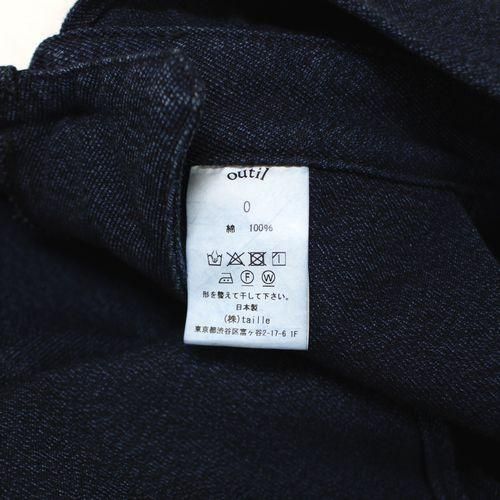 outil
0
綿 100%
F W
形を整えて干して下さい。
日本製
(株)taille
東京都渋谷区富ヶ谷2-17-6 1F